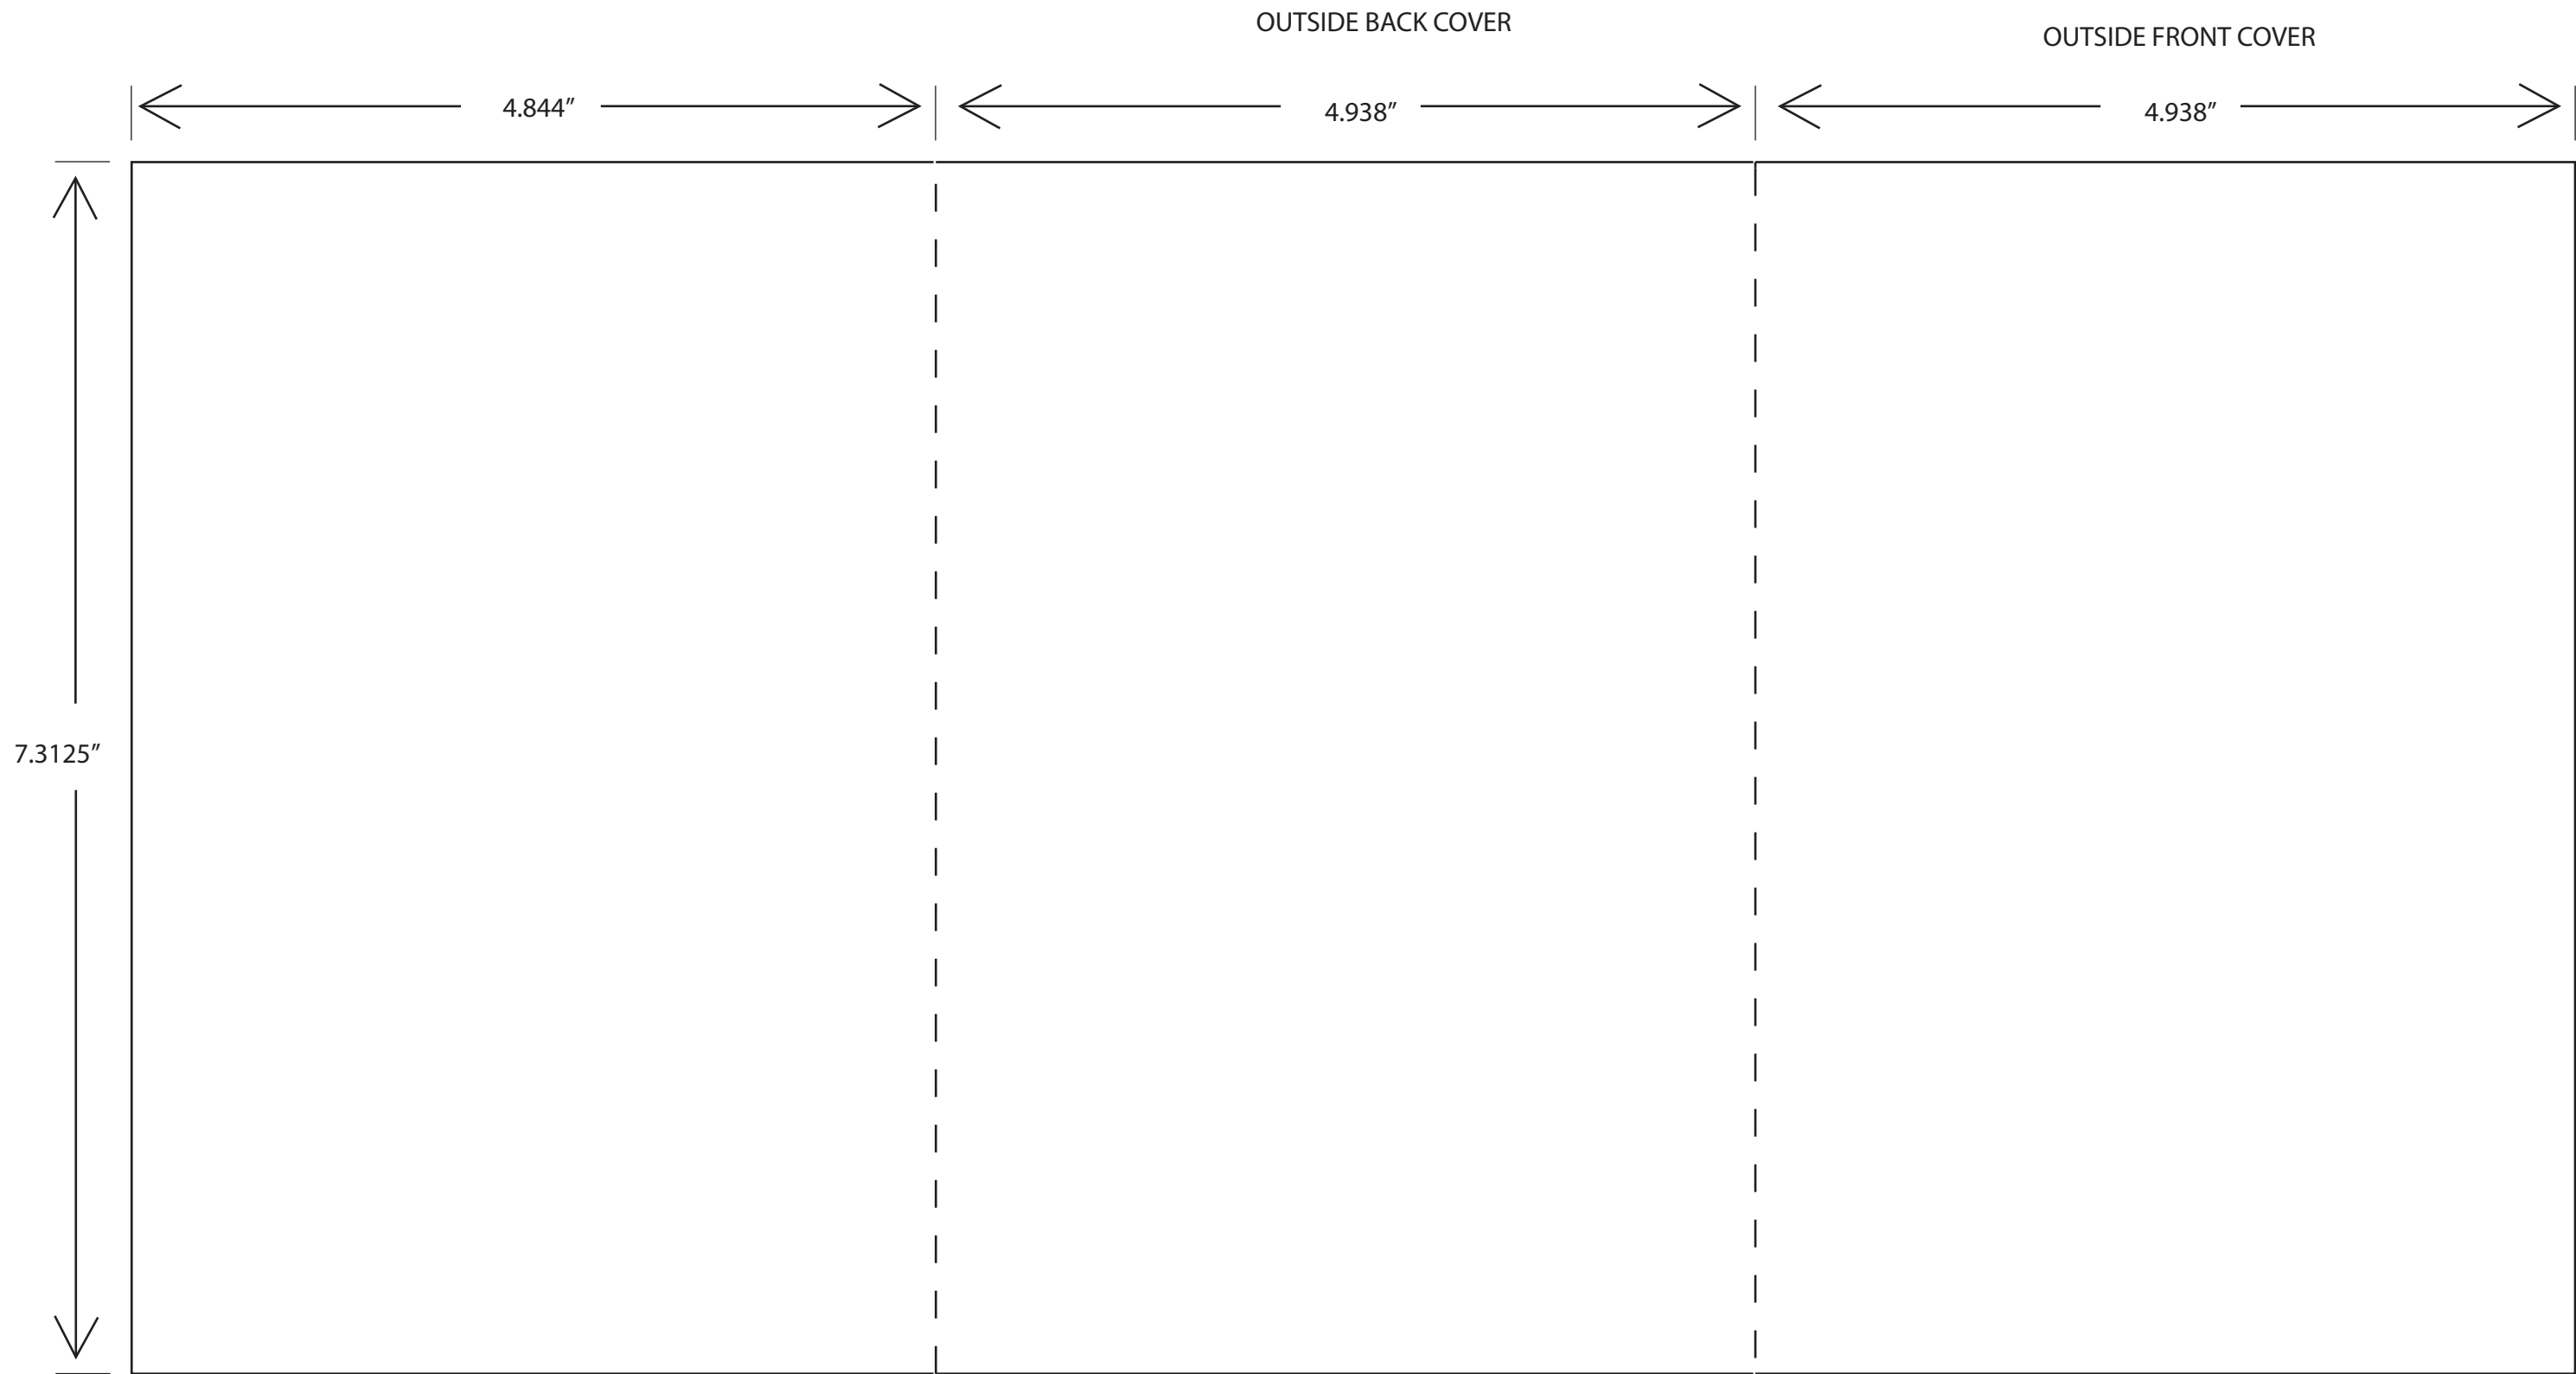 OUTSIDE BACK COVER
OUTSIDE FRONT COVER
4.844”
4.938”
4.938”
7.3125”